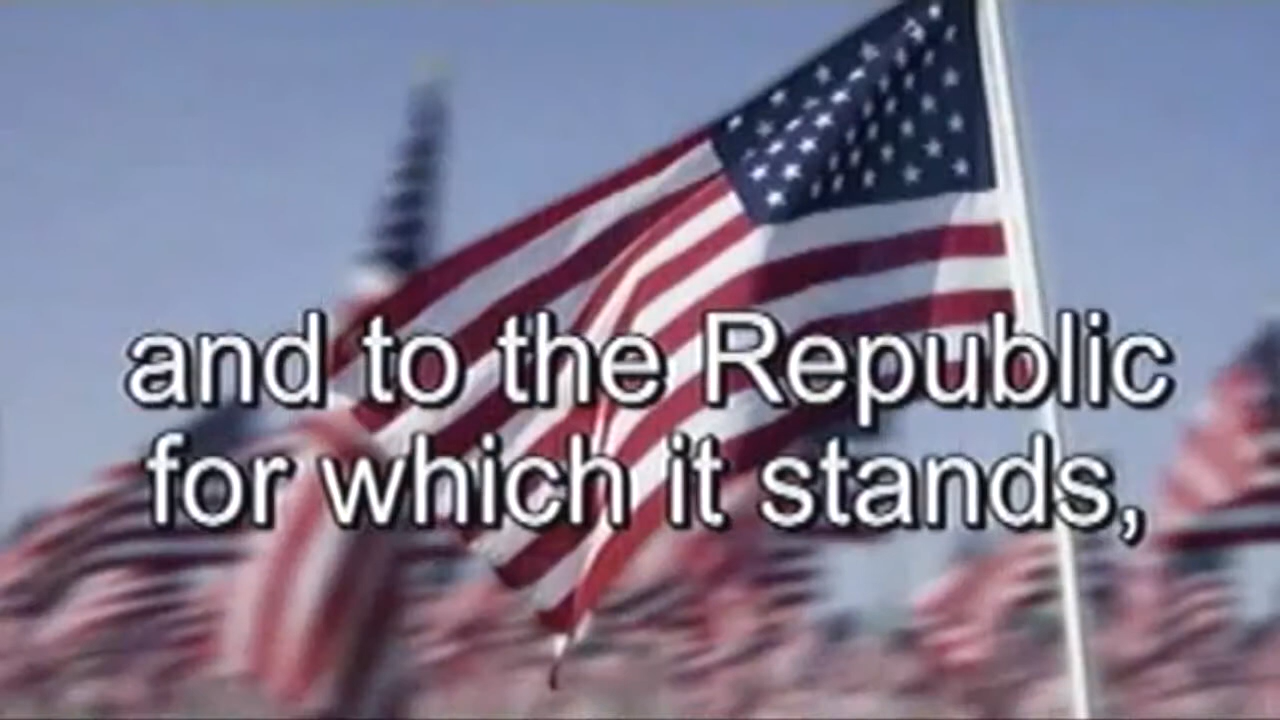 and to the Republic
for which it stands,